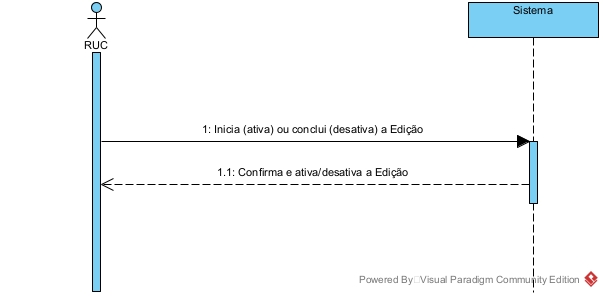 Sistema
RUC
1: Inicia (ativa) ou conclui (desativa) a Edição
1.1: Confirma e ativa/desativa a Edição
Powered By Visual Paradigm Community Edition